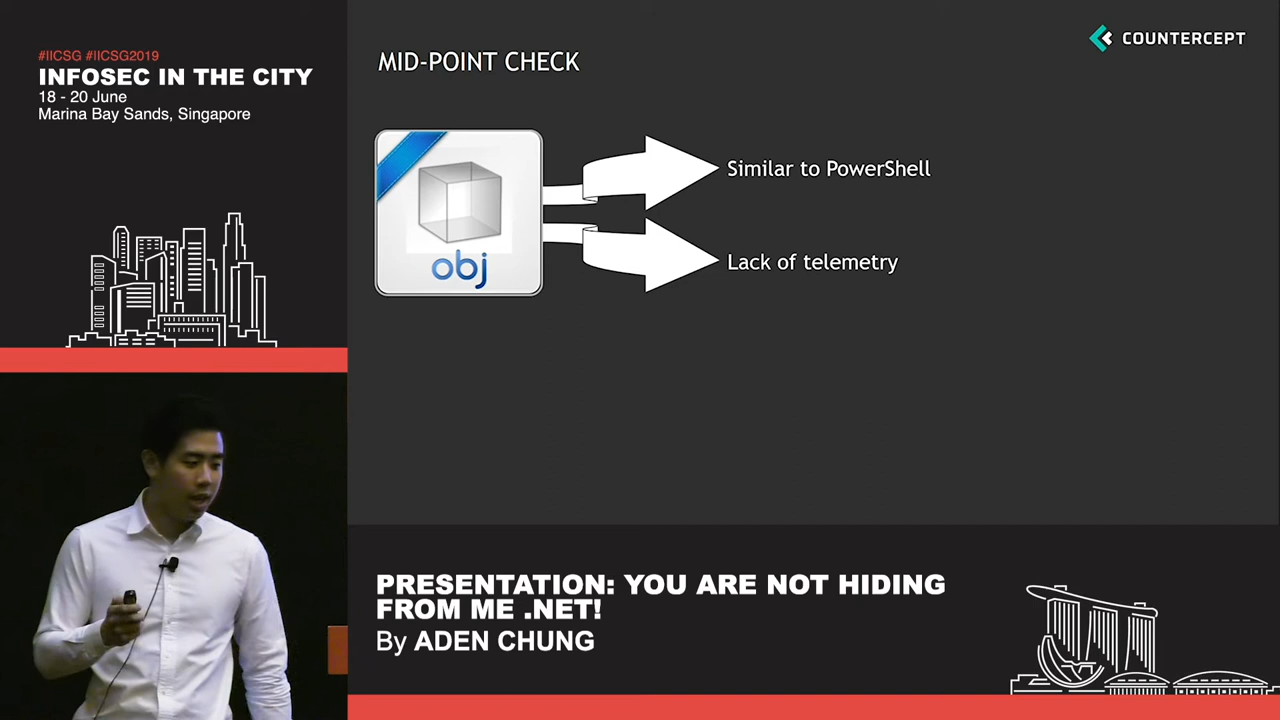 #IICSG #IICSG2019
INFOSEC IN THE CITY
18 - 20 June
Marina Bay Sands, Singapore
COUNTERCEPT
MID-POINT CHECK
obj
Similar to PowerShell
Lack of telemetry
PRESENTATION: YOU ARE NOT HIDING
FROM ME .NET!
By ADEN CHUNG